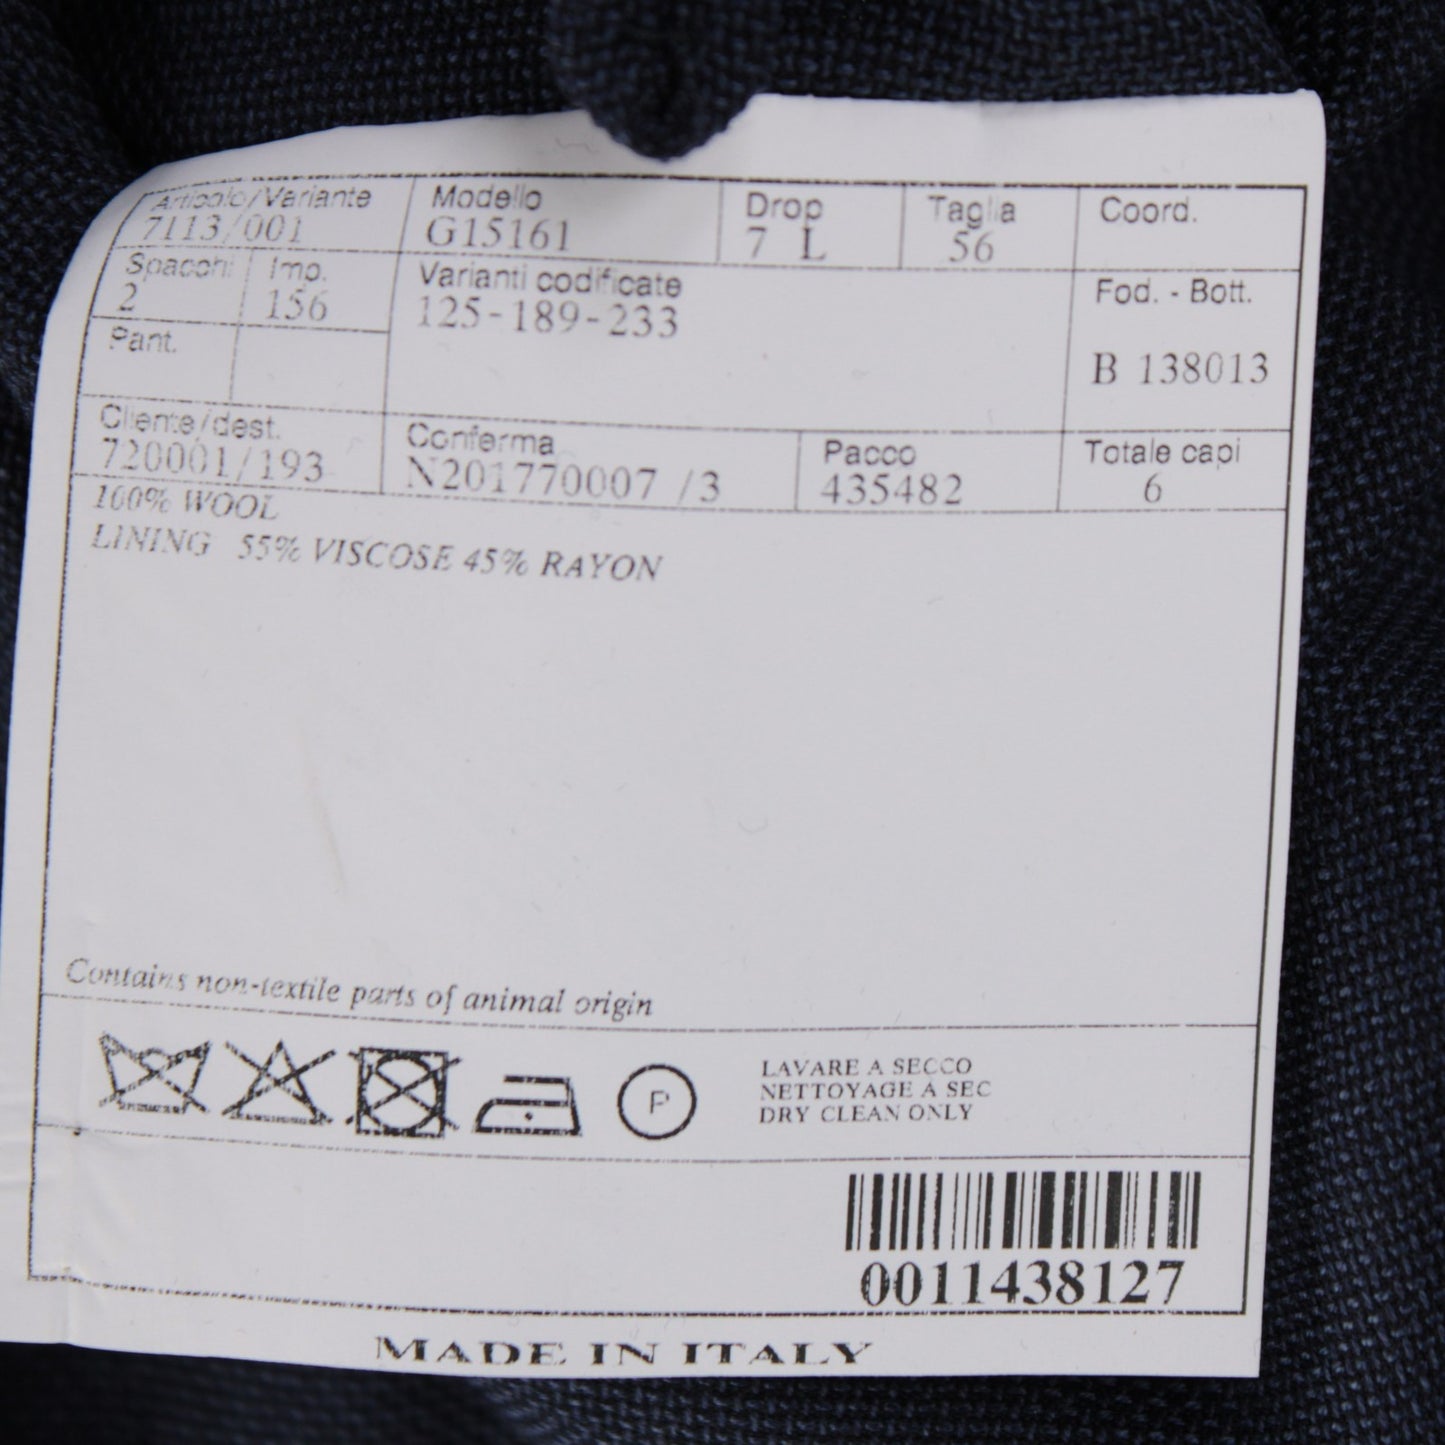 Articolo/Variante Modello Drop Taglia Coord.
7113/001 G15161 7 L 56
Spacchi Imp. Varianti codificate Fod. - Bott.
2 156 125-189-233
Pant. B 138013
Cliente/dest. Conferma Pacco Totale capi
720001/193 N201770007 /3 435482 6
100% WOOL
LINING 55% VISCOSE 45% RAYON
Contains non-textile parts of animal origin
P
LAVARE A SECCO
NETTOYAGE A SEC
DRY CLEAN ONLY
0011438127
MADE IN ITALY